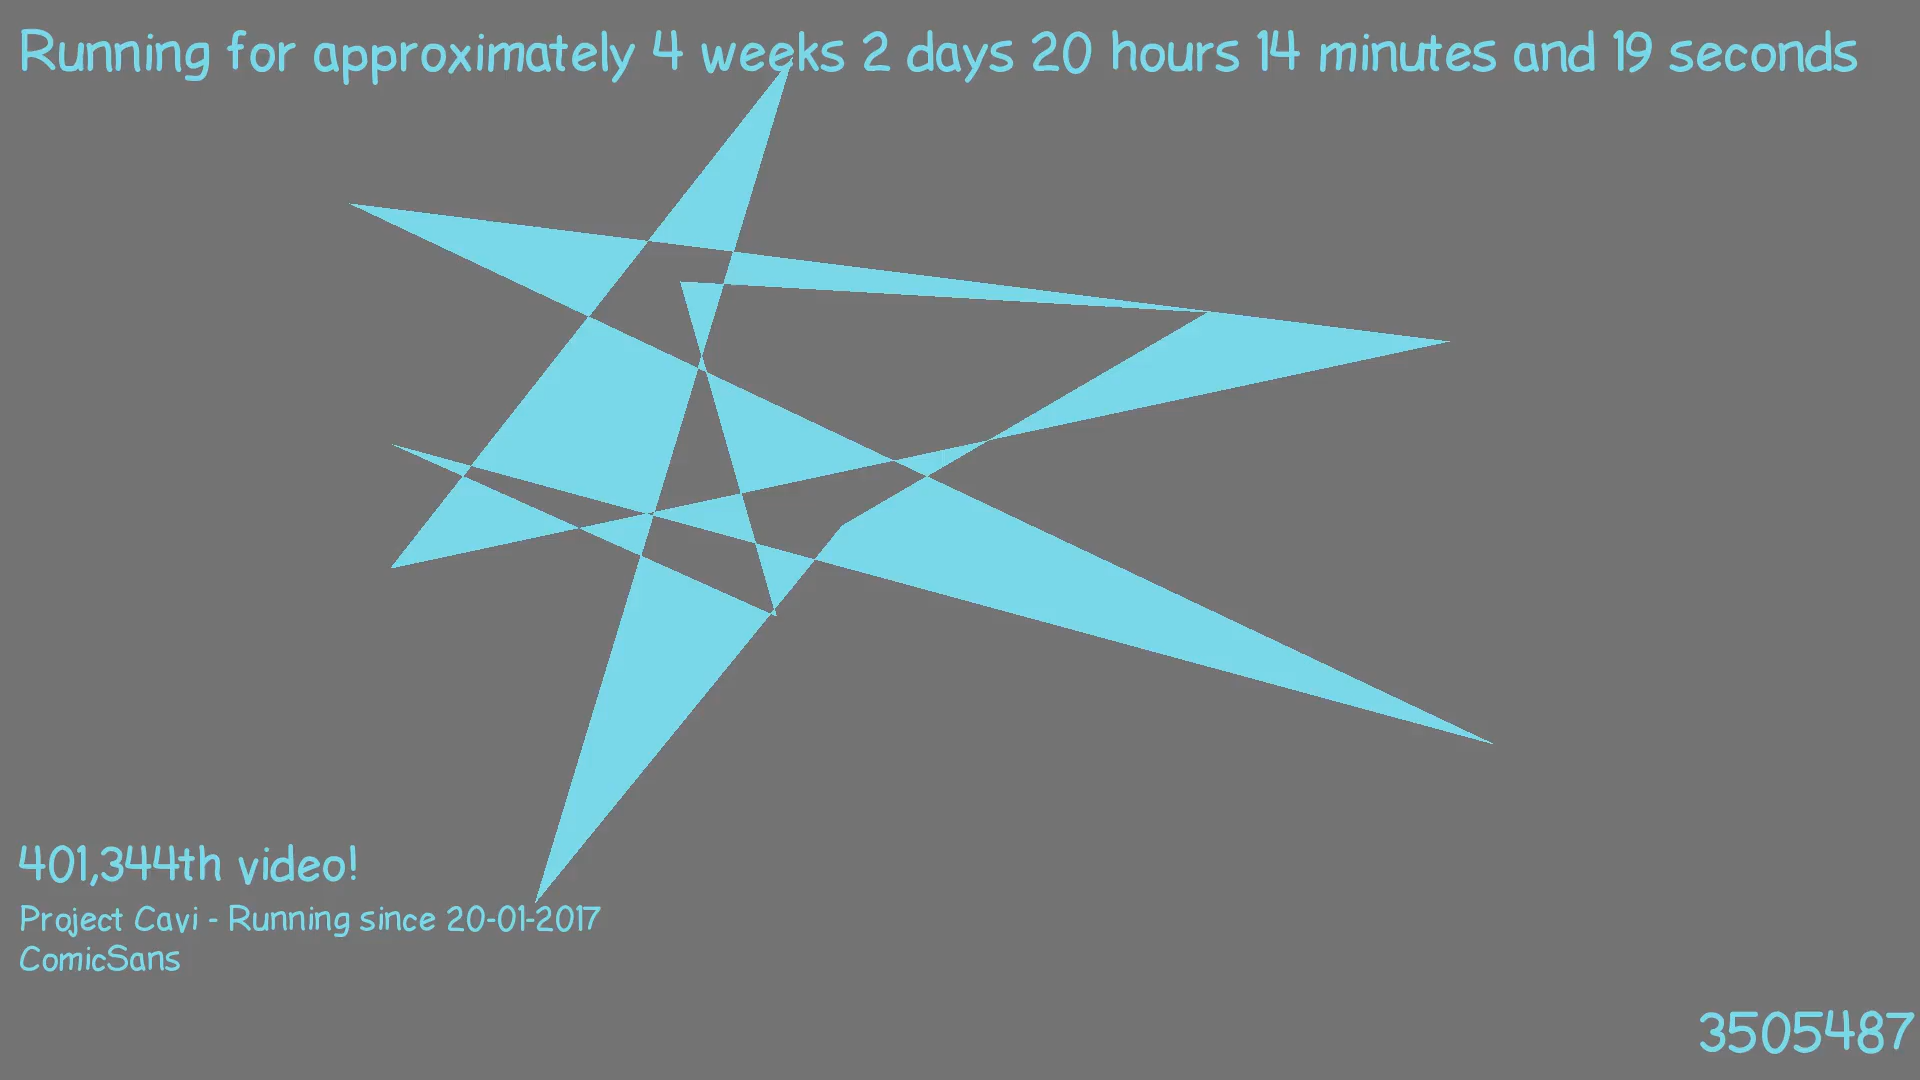 Running for approximately 4 weeks 2 days 20 hours 14 minutes and 19 seconds
401,344th video!
Project Cavi - Running since 20-01-2017
ComicSans
3505487